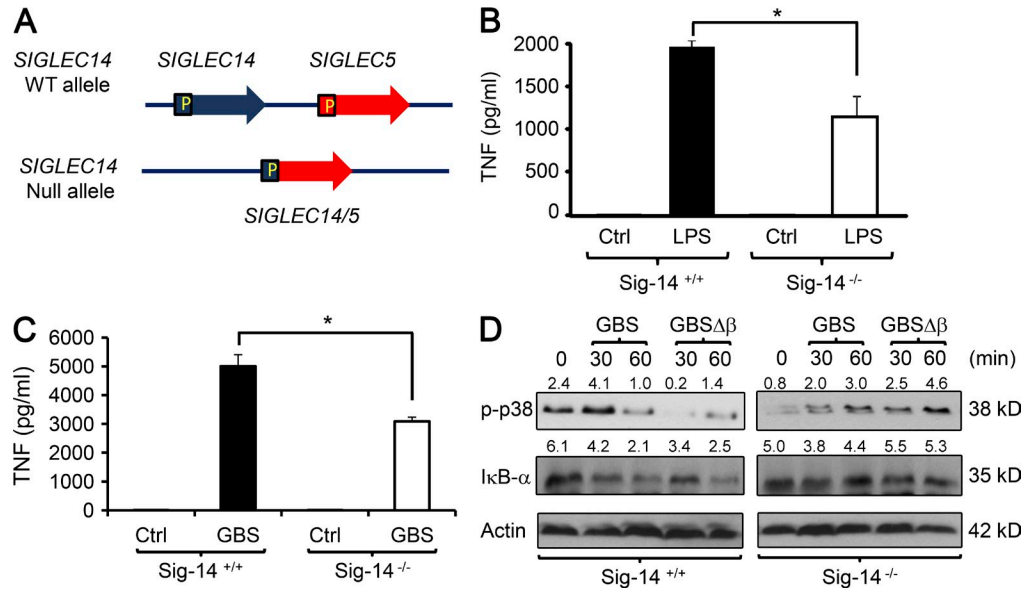 A
SIGLEC14
WT allele
SIGLEC14
SIGLEC5
P
P
SIGLEC14
Null allele
P
SIGLEC14/5
B
TNF (pg/ml)
2000
1500
1000
500
0
*
Ctrl
LPS
Ctrl
LPS
Sig-14 +/+
Sig-14 -/-
C
TNF (pg/ml)
6000
5000
4000
3000
2000
1000
0
*
Ctrl
GBS
Ctrl
GBS
Sig-14 +/+
Sig-14 -/-
D
GBS GBSΔβ GBS GBSΔβ
0 30 60 30 60 0 30 60 30 60 (min)
2.4 4.1 1.0 0.2 1.4 0.8 2.0 3.0 2.5 4.6
p-p38 38 kD
6.1 4.2 2.1 3.4 2.5 5.0 3.8 4.4 5.5 5.3
IκB-α 35 kD
Actin 42 kD
Sig-14 +/+
Sig-14 -/-